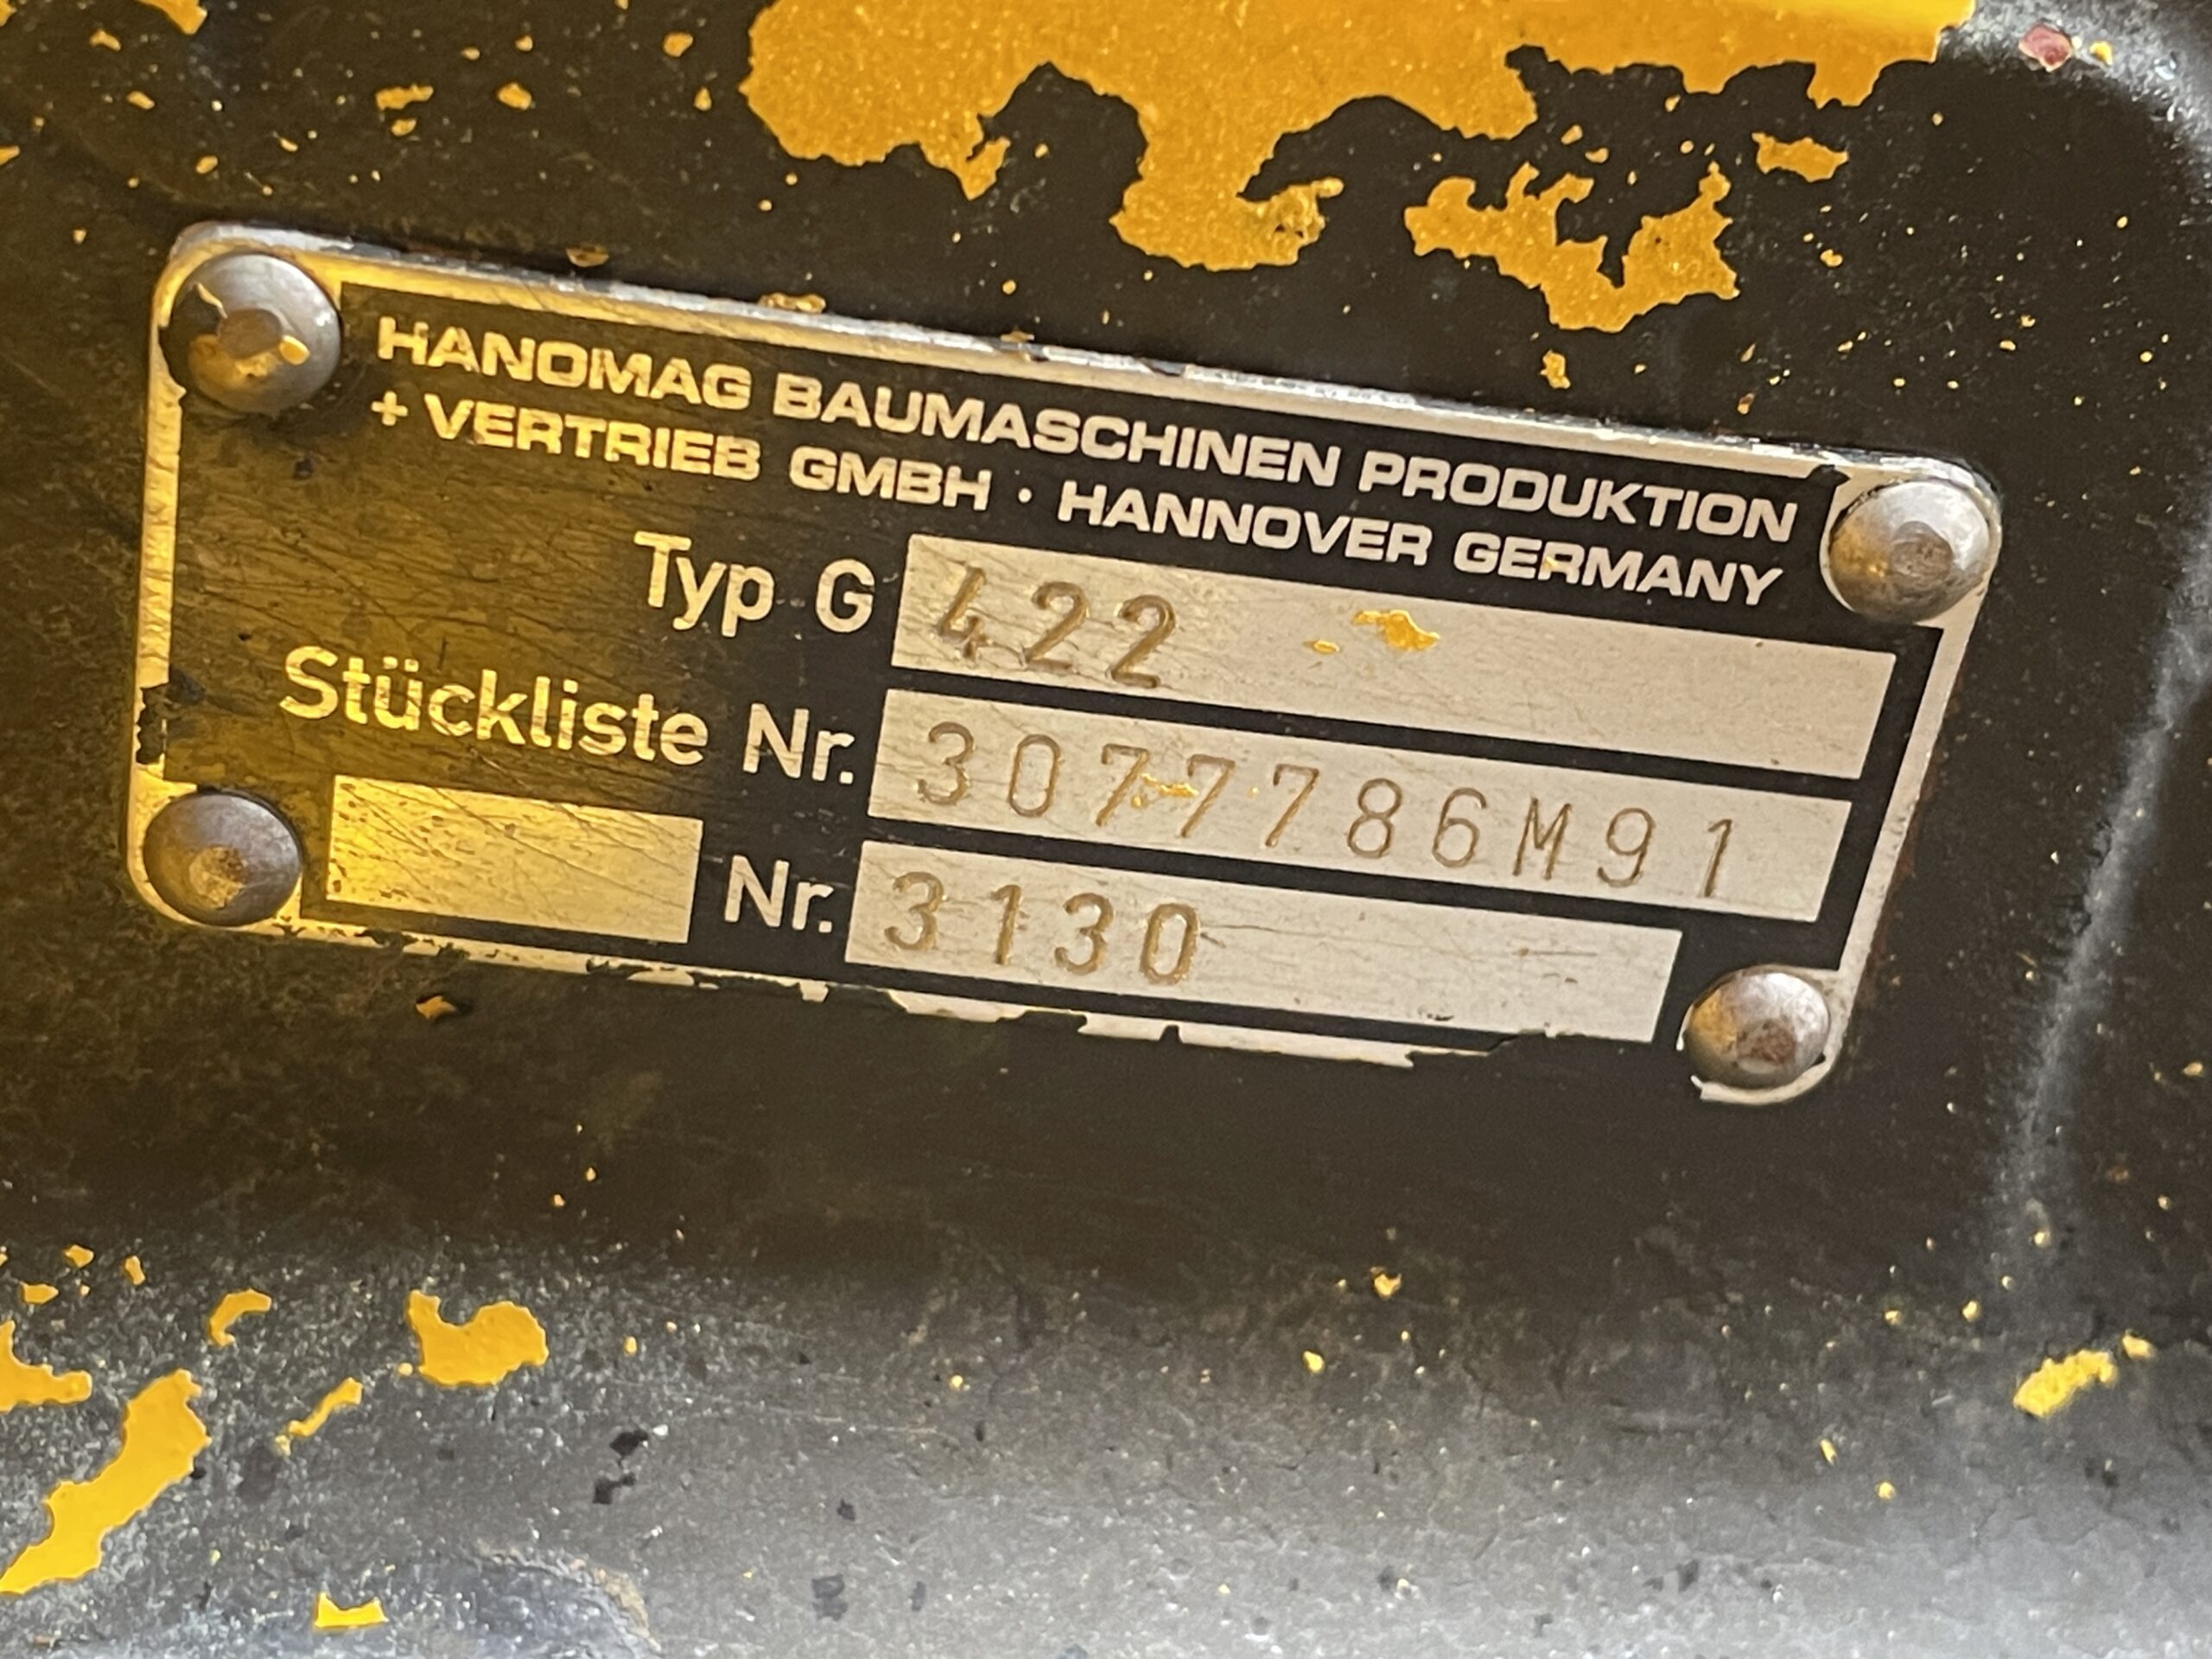 HANOMAG BAUMASCHINEN PRODUKTION
+ VERTRIEB GMBH · HANNOVER GERMANY
Typ G 422
Stückliste Nr. 3077786M91
Nr. 3130